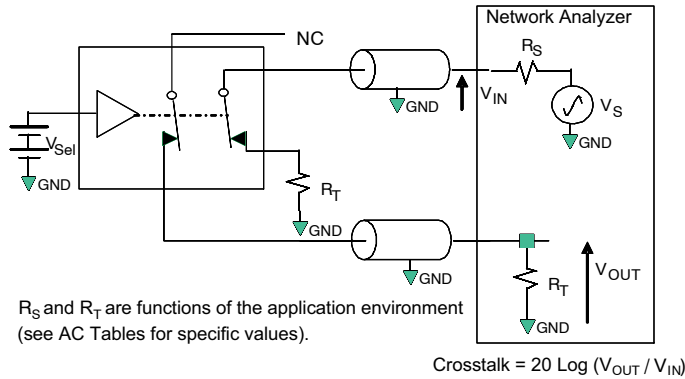 Network Analyzer
NC
RS
GND
VIN
VS
GND
VSel
GND
RT
GND
GND
RT
VOUT
GND
RS and RT are functions of the application environment
(see AC Tables for specific values).
Crosstalk = 20 Log (VOUT / VIN)